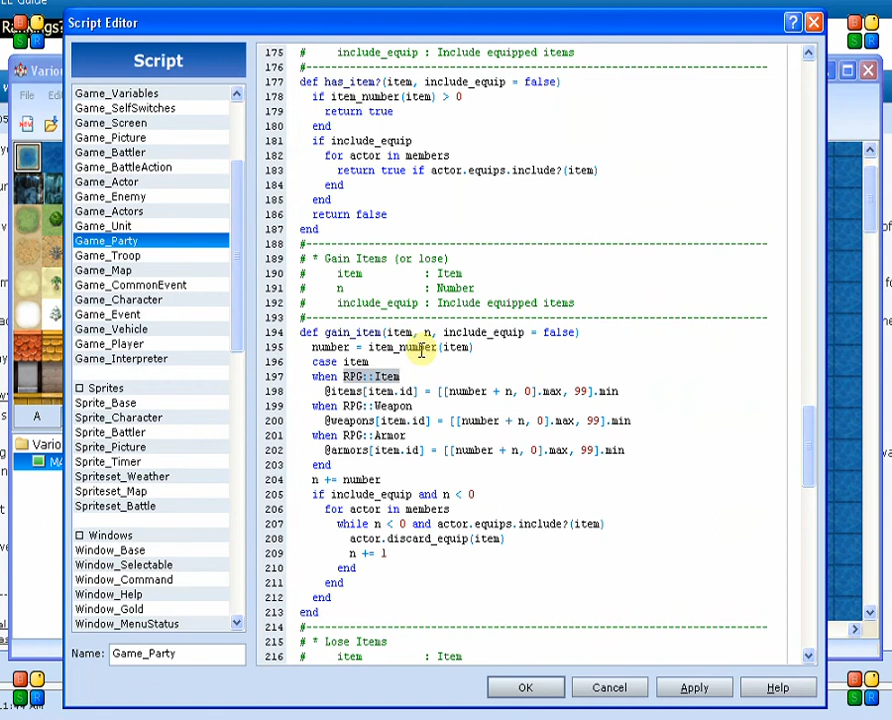 EE Guide
Script Editor
Rankings?
Variou
File
Ed
Script
Game_Variables
Game_SelfSwitches
Game_Screen
Game_Picture
Game_Battler
Game_BattleAction
Game_Actor
Game_Enemy
Game_Actors
Game_Unit
Game_Party
Game_Troop
Game_Map
Game_CommonEvent
Game_Character
Game_Event
Game_Vehicle
Game_Player
Game_Interpreter
Sprites
Sprite_Base
Sprite_Character
Sprite_Battler
Sprite_Picture
Sprite_Timer
Spriteset_Weather
Spriteset_Map
Spriteset_Battle
Windows
Window_Base
Window_Selectable
Window_Command
Window_Help
Window_Gold
Window_MenuStatus
Name: Game_Party
A
Vario
175 # include_equip : Include equipped items
176 #--------------------------------------------------------------------------
177 def has_item?(item, include_equip = false)
178 if item_number(item) > 0
179 return true
180 end
181 if include_equip
182 for actor in members
183 return true if actor.equips.include?(item)
184 end
185 end
186 return false
187 end
188 #--------------------------------------------------------------------------
189 # * Gain Items (or lose)
190 # item : Item
191 # n : Number
192 # include_equip : Include equipped items
193 #--------------------------------------------------------------------------
194 def gain_item(item, n, include_equip = false)
195 number = item_number(item)
196 case item
197 when RPG::Item
198 @items[item.id] = [[number + n, 0].max, 99].min
199 when RPG::Weapon
200 @weapons[item.id] = [[number + n, 0].max, 99].min
201 when RPG::Armor
202 @armors[item.id] = [[number + n, 0].max, 99].min
203 end
204 n += number
205 if include_equip and n < 0
206 for actor in members
207 while n < 0 and actor.equips.include?(item)
208 actor.discard_equip(item)
209 n += 1
210 end
211 end
212 end
213 end
214 #--------------------------------------------------------------------------
215 # * Lose Items
216 # item : Item
OK
Cancel
Apply
Help